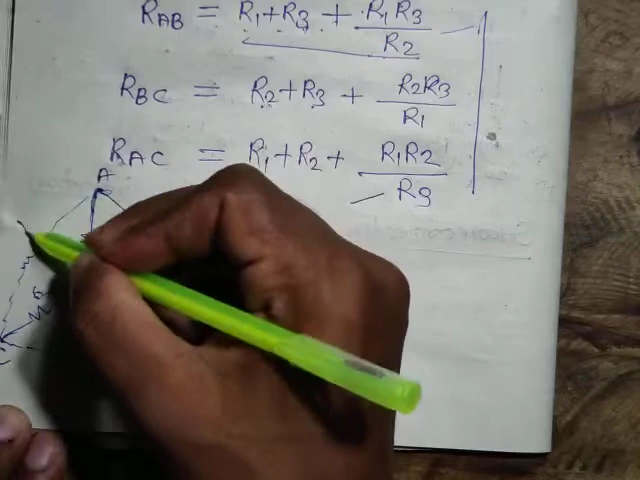 RAB = R1+R3 + R1R3/R2
RBC = R2+R3 + R2R3/R1
RAC = R1+R2+ R1R2/R3
A